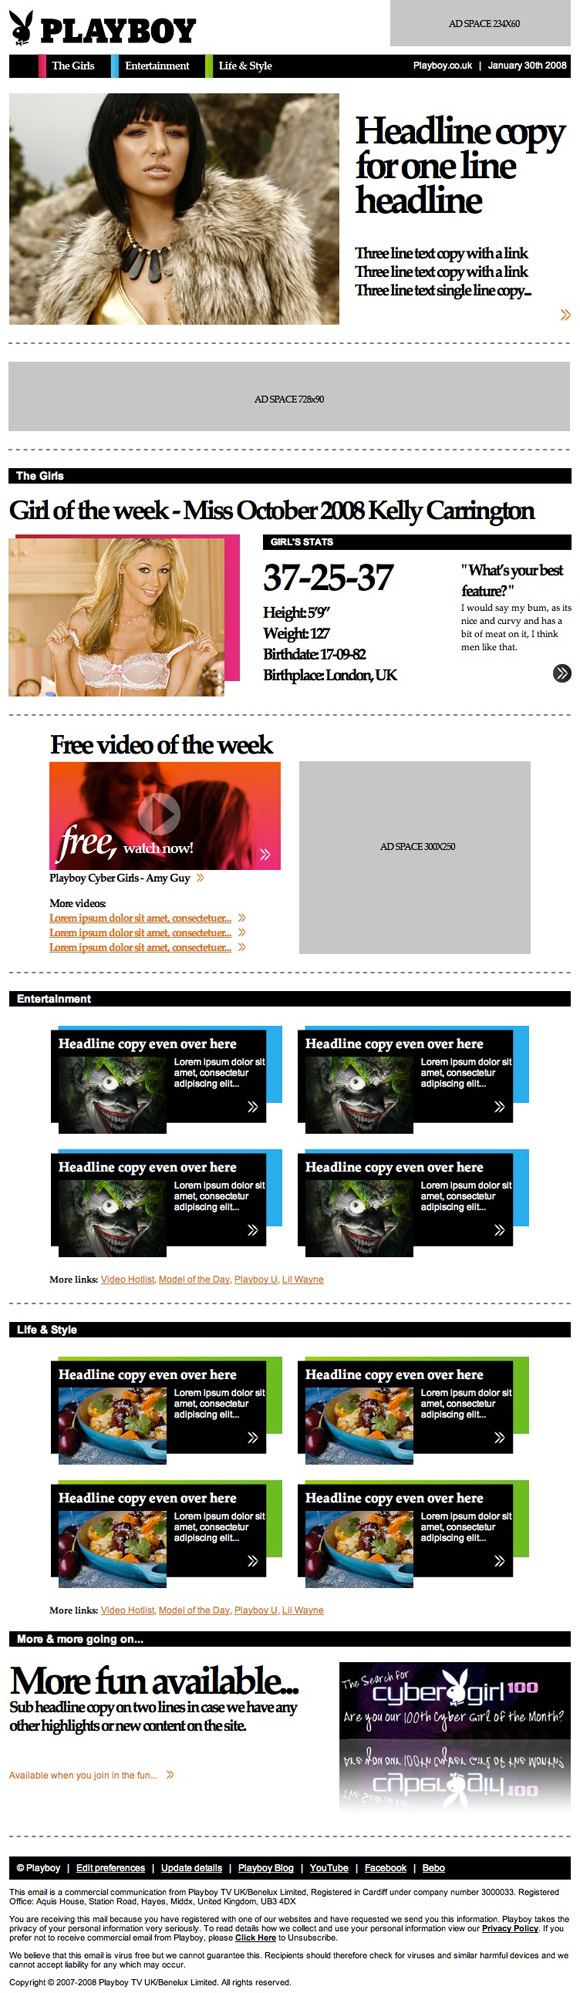 PLAYBOY
AD SPACE 234X60
The Girls
Entertainment
Life & Style
Playboy.co.uk | January 30th 2008
Headline copy
for one line
headline
Three line text copy with a link
Three line text copy with a link
Three line text single line copy...
AD SPACE 728x90
The Girls
Girl of the week - Miss October 2008 Kelly Carrington
GIRL'S STATS
37-25-37
Height: 5'9"
Weight: 127
Birthdate: 17-09-82
Birthplace: London, UK
"What's your best
feature?"
I would say my bum, as its
nice and curvy and has a
bit of meat on it, I think
men like that.
Free video of the week
free, watch now!
Playboy Cyber Girls - Amy Guy
More videos:
Lorem ipsum dolor sit amet, consectetuer...
Lorem ipsum dolor sit amet, consectetuer...
Lorem ipsum dolor sit amet, consectetuer...
AD SPACE 300X250
Entertainment
Headline copy even over here
Lorem ipsum dolor sit
amet, consectetur
adipiscing elit...
Headline copy even over here
Lorem ipsum dolor sit
amet, consectetur
adipiscing elit...
Headline copy even over here
Lorem ipsum dolor sit
amet, consectetur
adipiscing elit...
Headline copy even over here
Lorem ipsum dolor sit
amet, consectetur
adipiscing elit...
More links: Video Hotlist, Model of the Day, Playboy U, Lil Wayne
Life & Style
Headline copy even over here
Lorem ipsum dolor sit
amet, consectetur
adipiscing elit...
Headline copy even over here
Lorem ipsum dolor sit
amet, consectetur
adipiscing elit...
Headline copy even over here
Lorem ipsum dolor sit
amet, consectetur
adipiscing elit...
Headline copy even over here
Lorem ipsum dolor sit
amet, consectetur
adipiscing elit...
More links: Video Hotlist, Model of the Day, Playboy U, Lil Wayne
More & more going on...
More fun available...
Sub headline copy on two lines in case we have any
other highlights or new content on the site.
Available when you join in the fun...
The Search for
cyber girl 100
Are you our 100th Cyber Girl of the Month?
© Playboy | Edit preferences | Update details | Playboy Blog | YouTube | Facebook | Bebo
This email is a commercial communication from Playboy TV UK/Benelux Limited, Registered in Cardiff under company number 3000033. Registered
Office: Aquis House, Station Road, Hayes, Middx, United Kingdom, UB3 4DX
You are receiving this mail because you have registered with one of our websites and have requested we send you this information. Playboy takes the
privacy of your personal information very seriously. To read details how we collect and use your personal information view our Privacy Policy. If you
prefer not to receive commercial email from Playboy, please Click Here to Unsubscribe.
We believe that this email is virus free but we cannot guarantee this. Recipients should therefore check for viruses and similar harmful devices and we
cannot accept liability for any which may occur.
Copyright © 2007-2008 Playboy TV UK/Benelux Limited. All rights reserved.